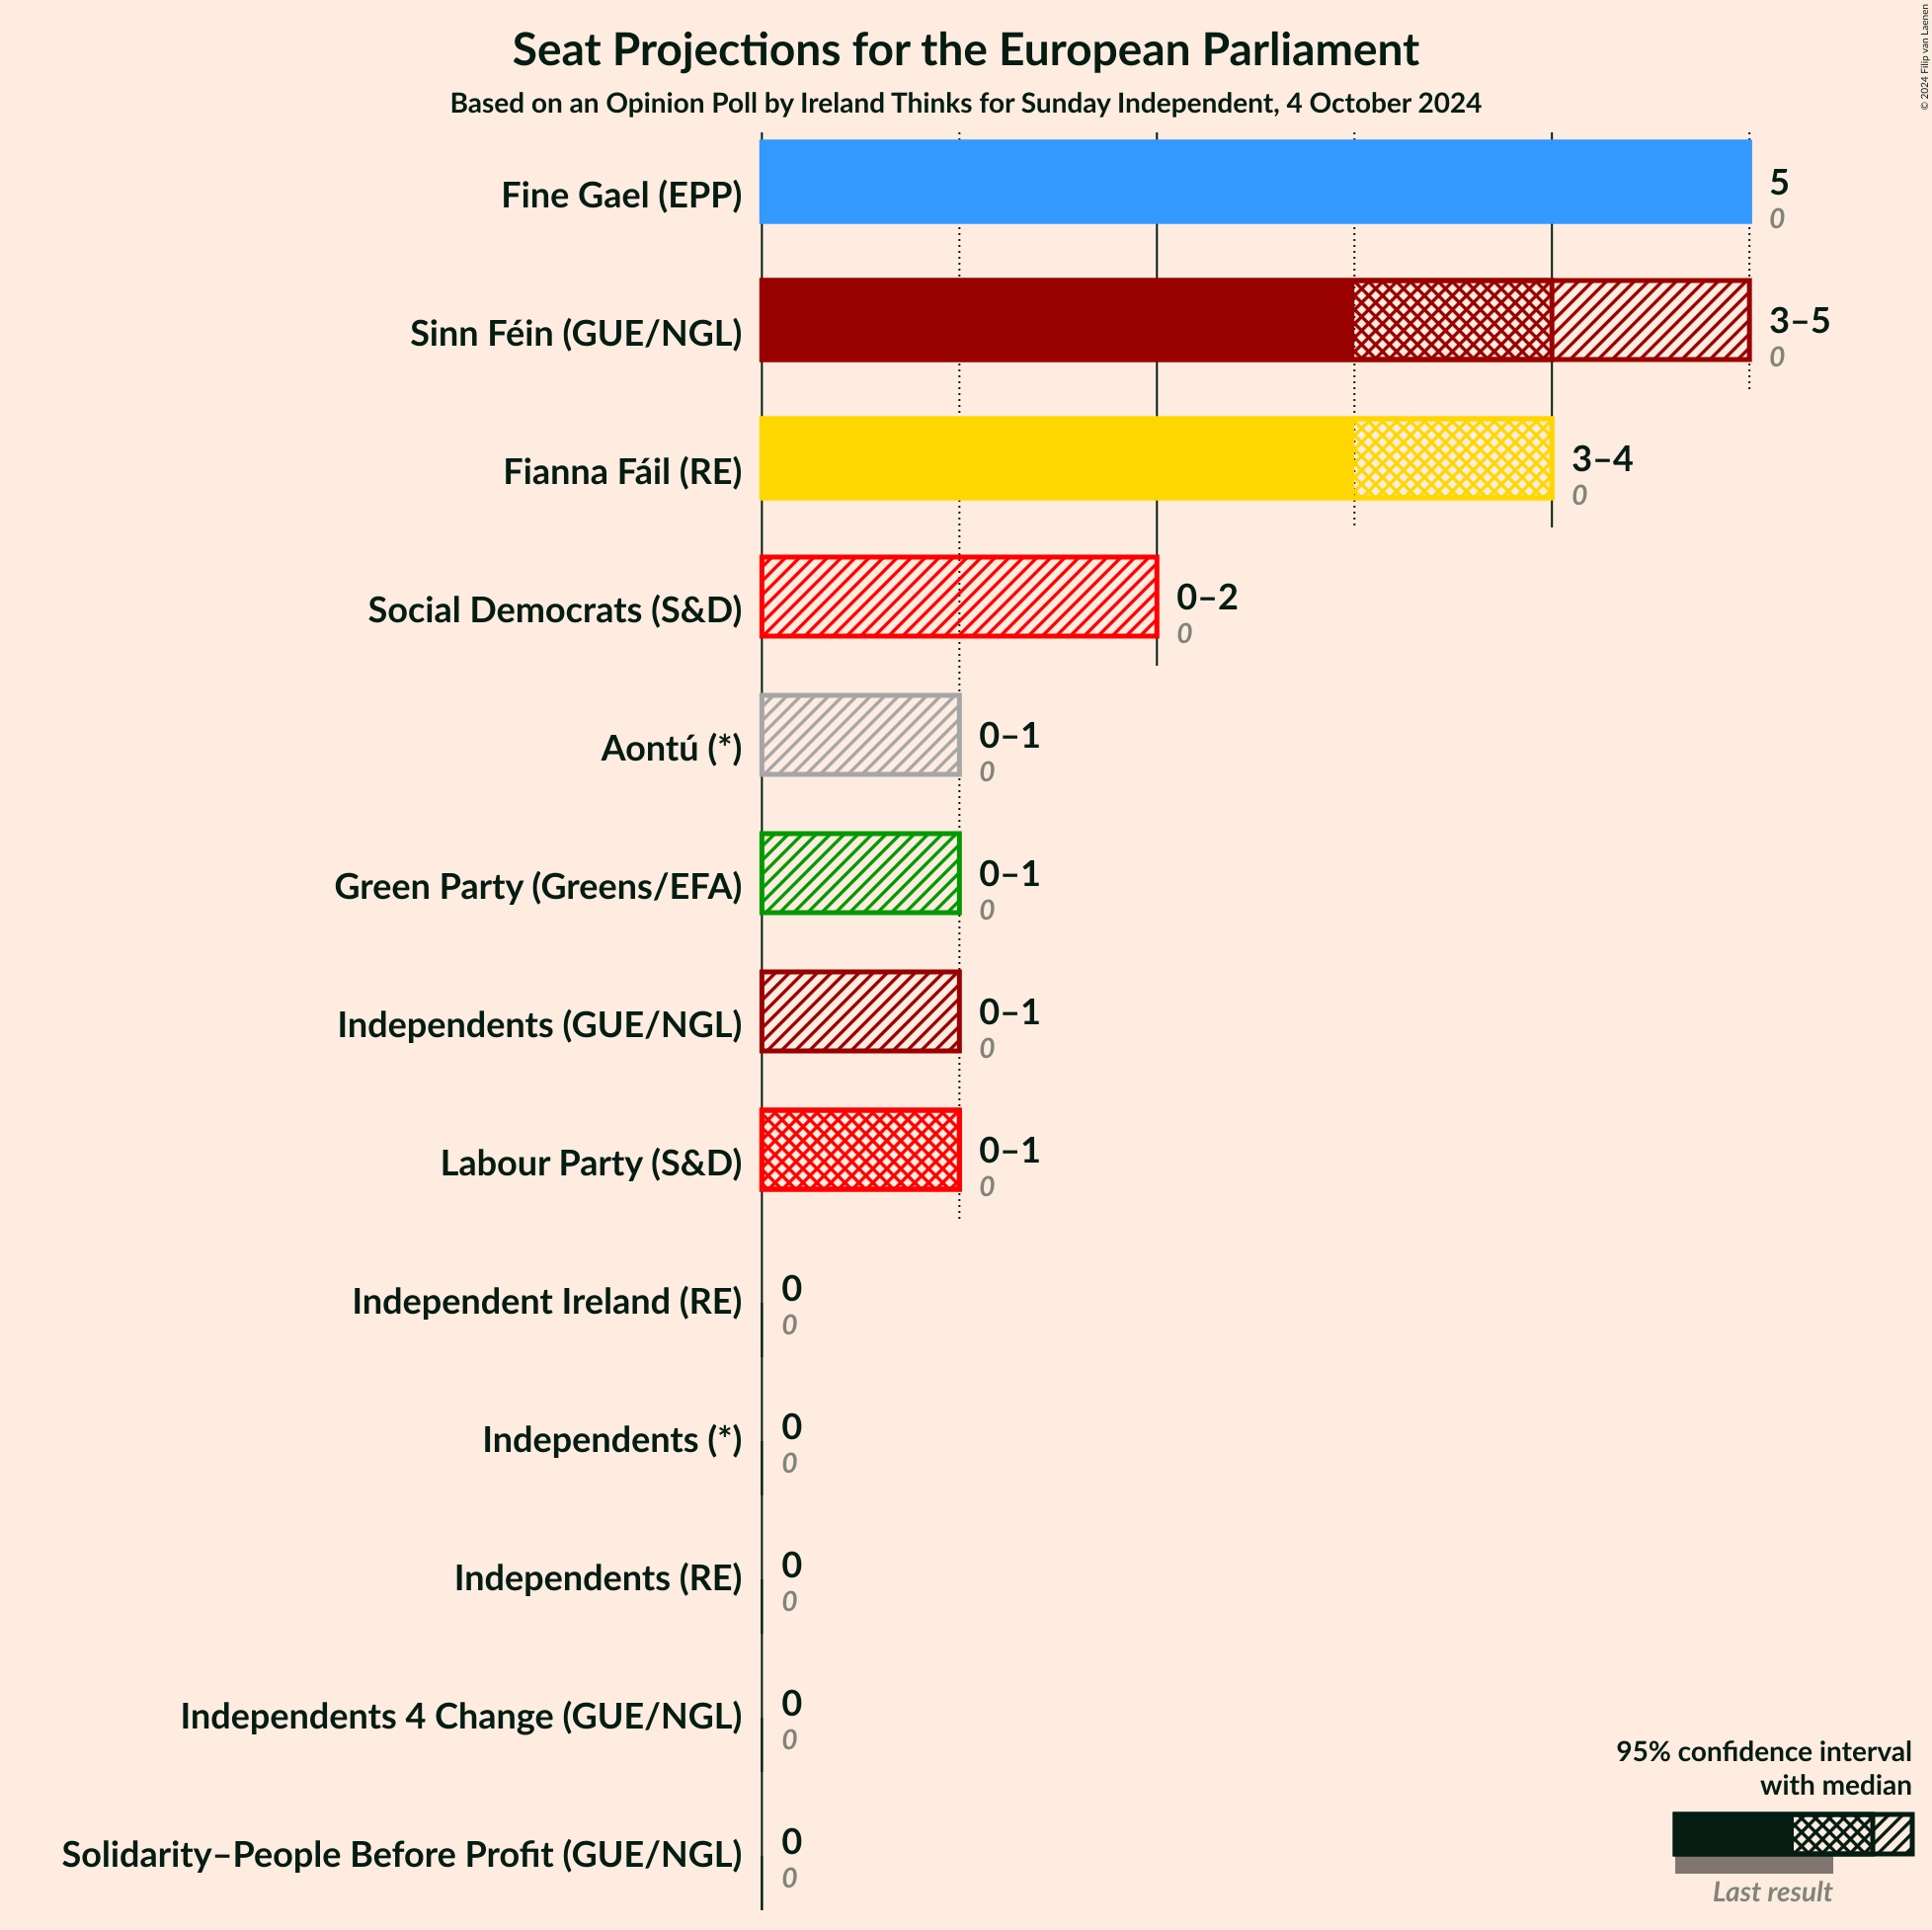 Seat Projections for the European Parliament
Based on an Opinion Poll by Ireland Thinks for Sunday Independent, 4 October 2024
© 2024 Filip van Laenen
Fine Gael (EPP)
5
0
Sinn Féin (GUE/NGL)
3–5
0
Fianna Fáil (RE)
3–4
0
Social Democrats (S&D)
0–2
0
Aontú (*)
0–1
0
Green Party (Greens/EFA)
0–1
0
Independents (GUE/NGL)
0–1
0
Labour Party (S&D)
0–1
0
Independent Ireland (RE)
0
0
Independents (*)
0
0
Independents (RE)
0
0
Independents 4 Change (GUE/NGL)
0
0
Solidarity–People Before Profit (GUE/NGL)
0
0
95% confidence interval
with median
Last result